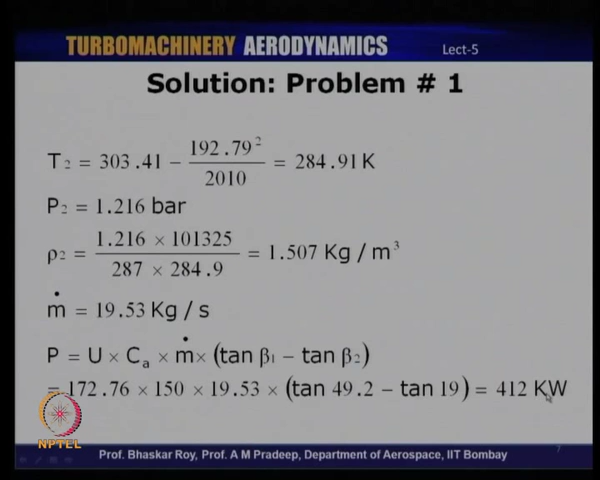 TURBOMACHINERY AERODYNAMICS
Lect-5
Solution: Problem # 1
T₂ = 303.41 − 192.79² / 2010 = 284.91 K
P₂ = 1.216 bar
ρ₂ = 1.216 × 101325 / 287 × 284.9 = 1.507 Kg / m³
ṁ = 19.53 Kg / s
P = U × Cₐ × ṁ × (tan β₁ − tan β₂)
= 172.76 × 150 × 19.53 × (tan 49.2 − tan 19) = 412 KW
NPTEL
7
Prof. Bhaskar Roy, Prof. A M Pradeep, Department of Aerospace, IIT Bombay